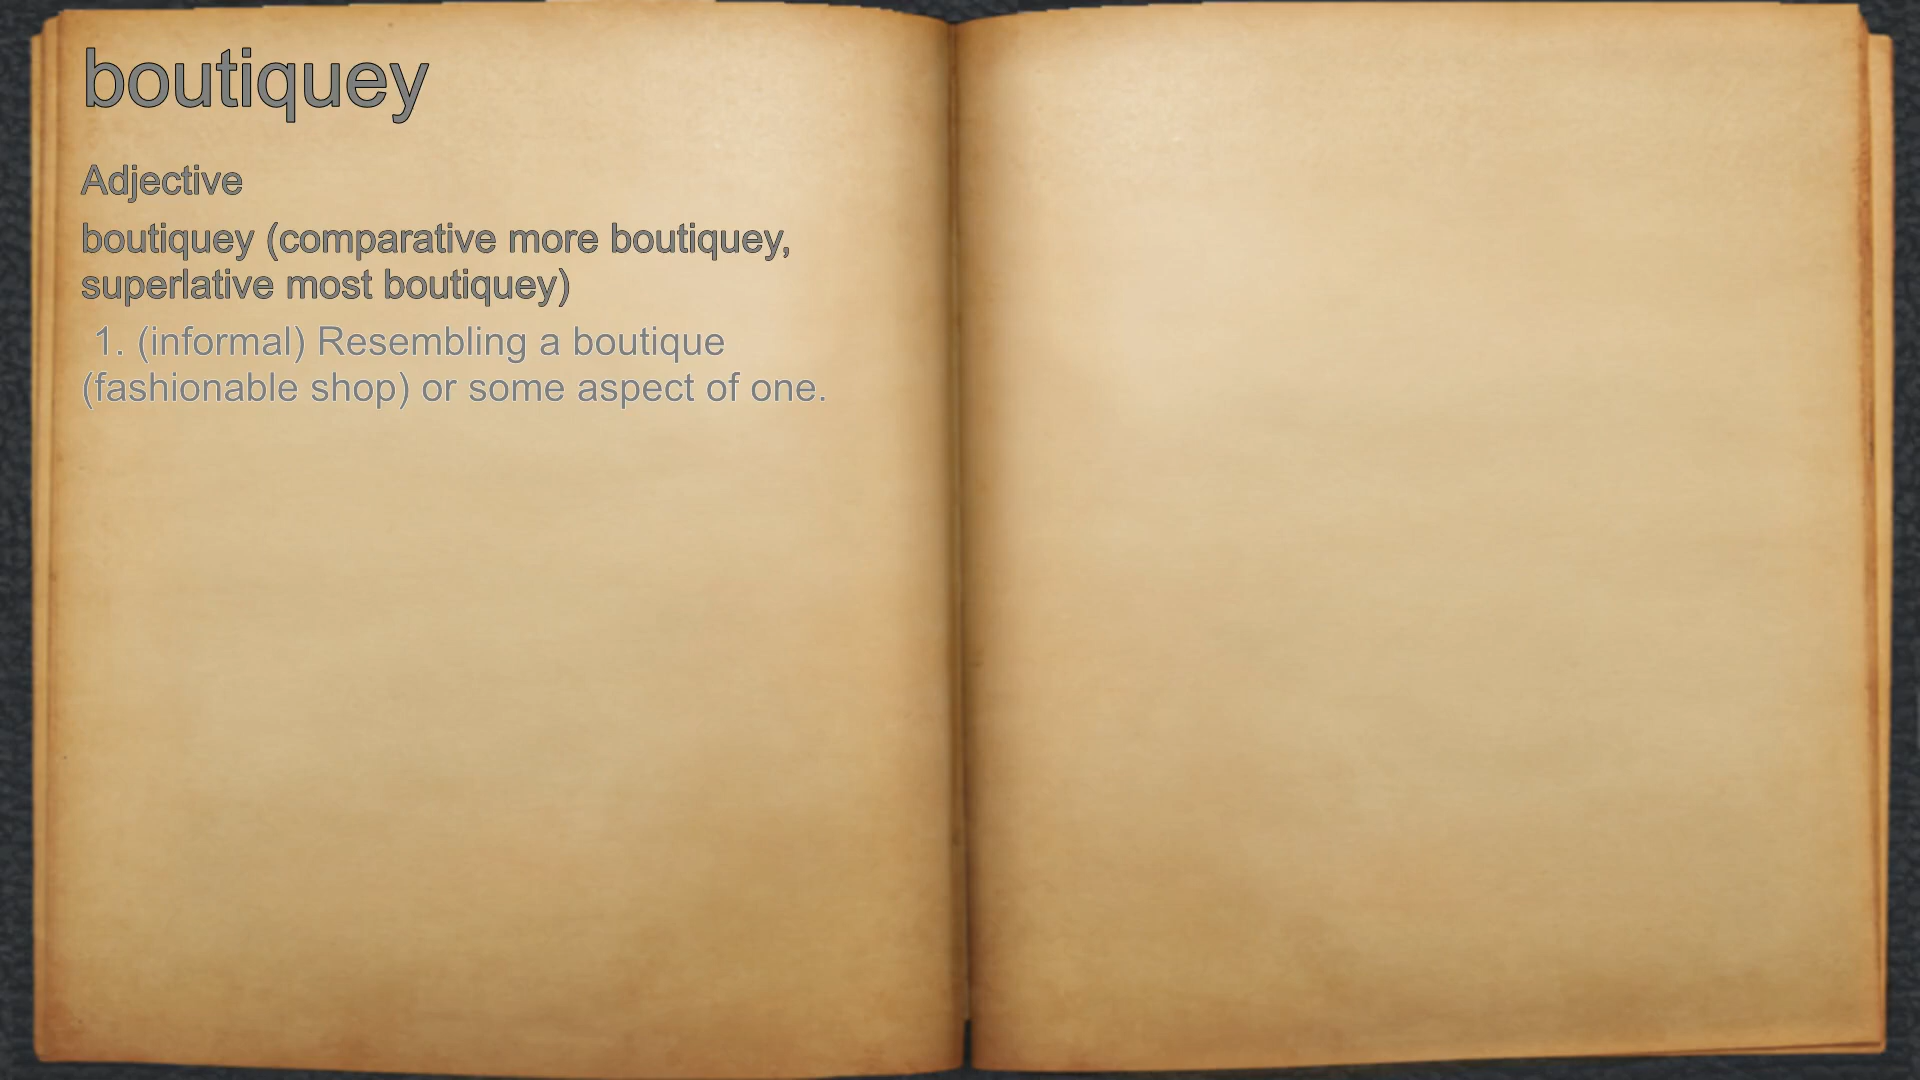 boutiquey
Adjective
boutiquey (comparative more boutiquey,
superlative most boutiquey)
1. (informal) Resembling a boutique
(fashionable shop) or some aspect of one.